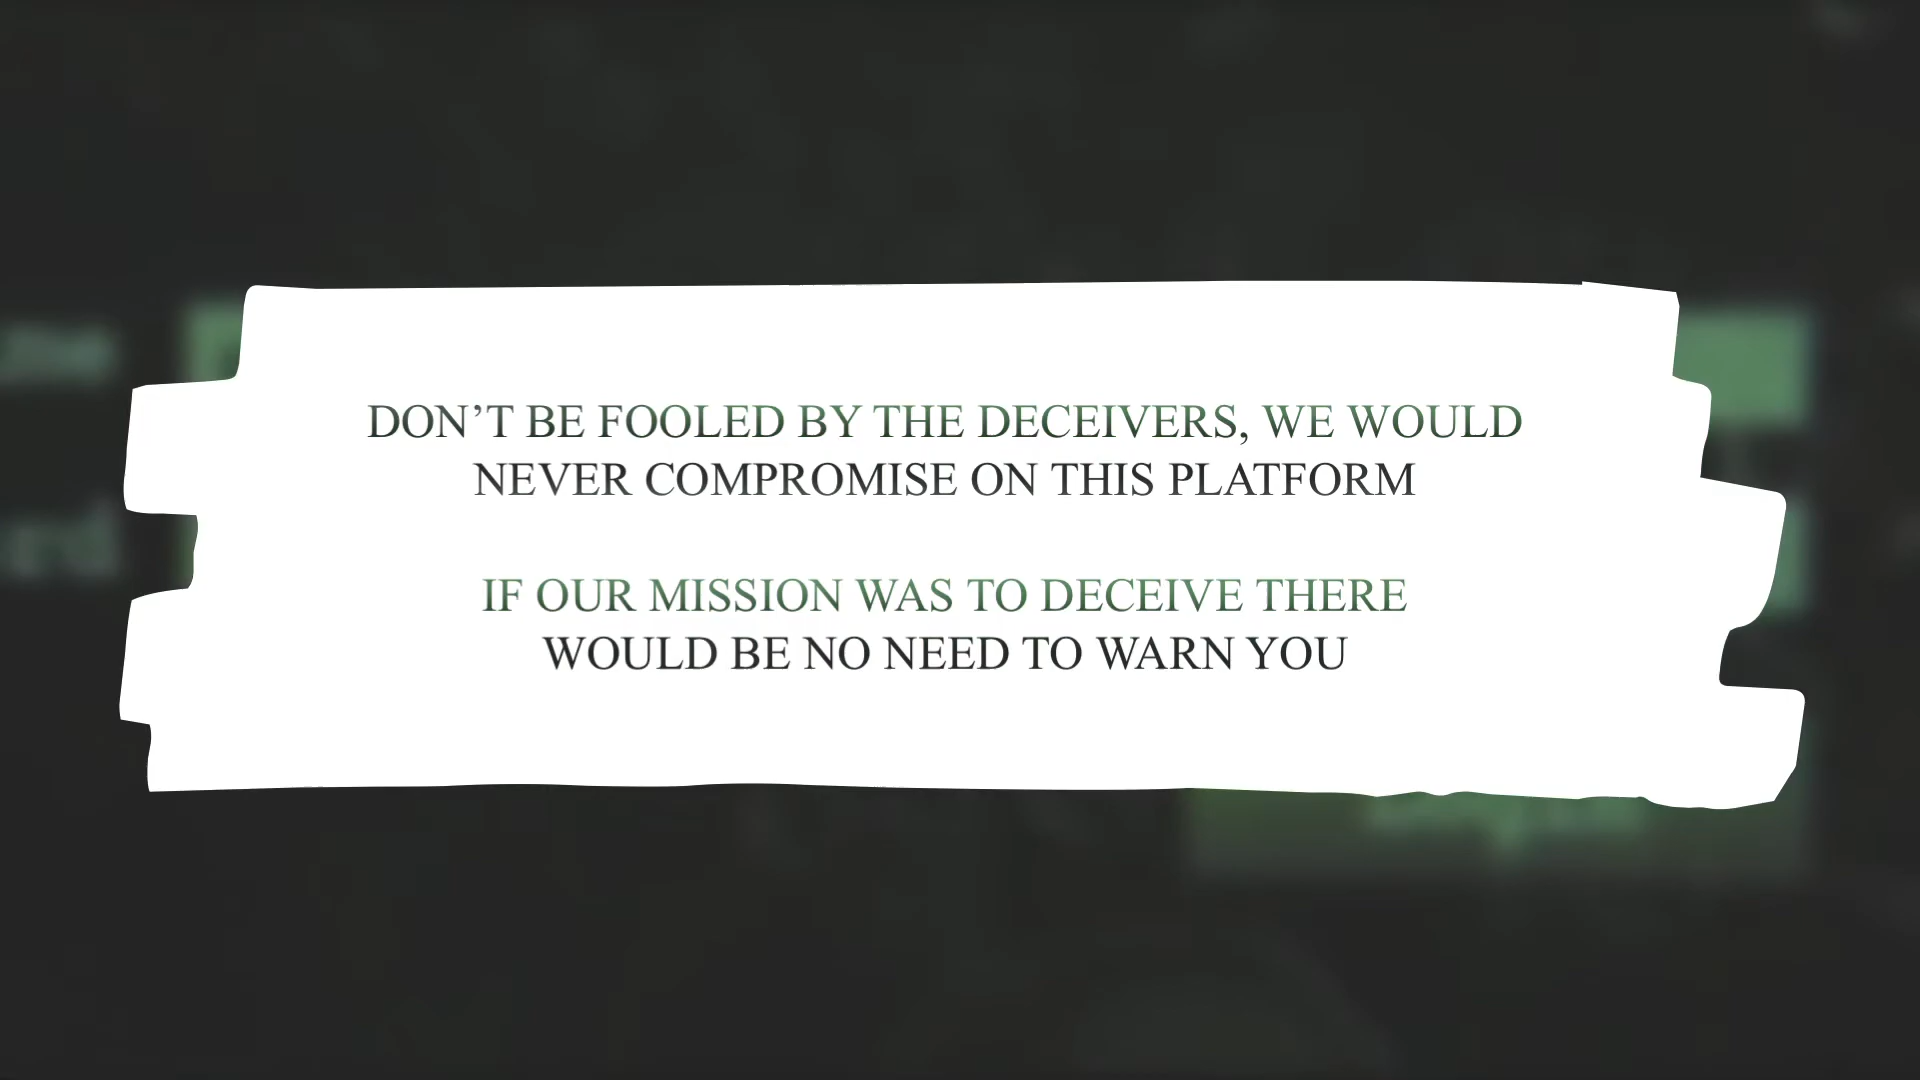 DON’T BE FOOLED BY THE DECEIVERS, WE WOULD
NEVER COMPROMISE ON THIS PLATFORM
IF OUR MISSION WAS TO DECEIVE THERE
WOULD BE NO NEED TO WARN YOU